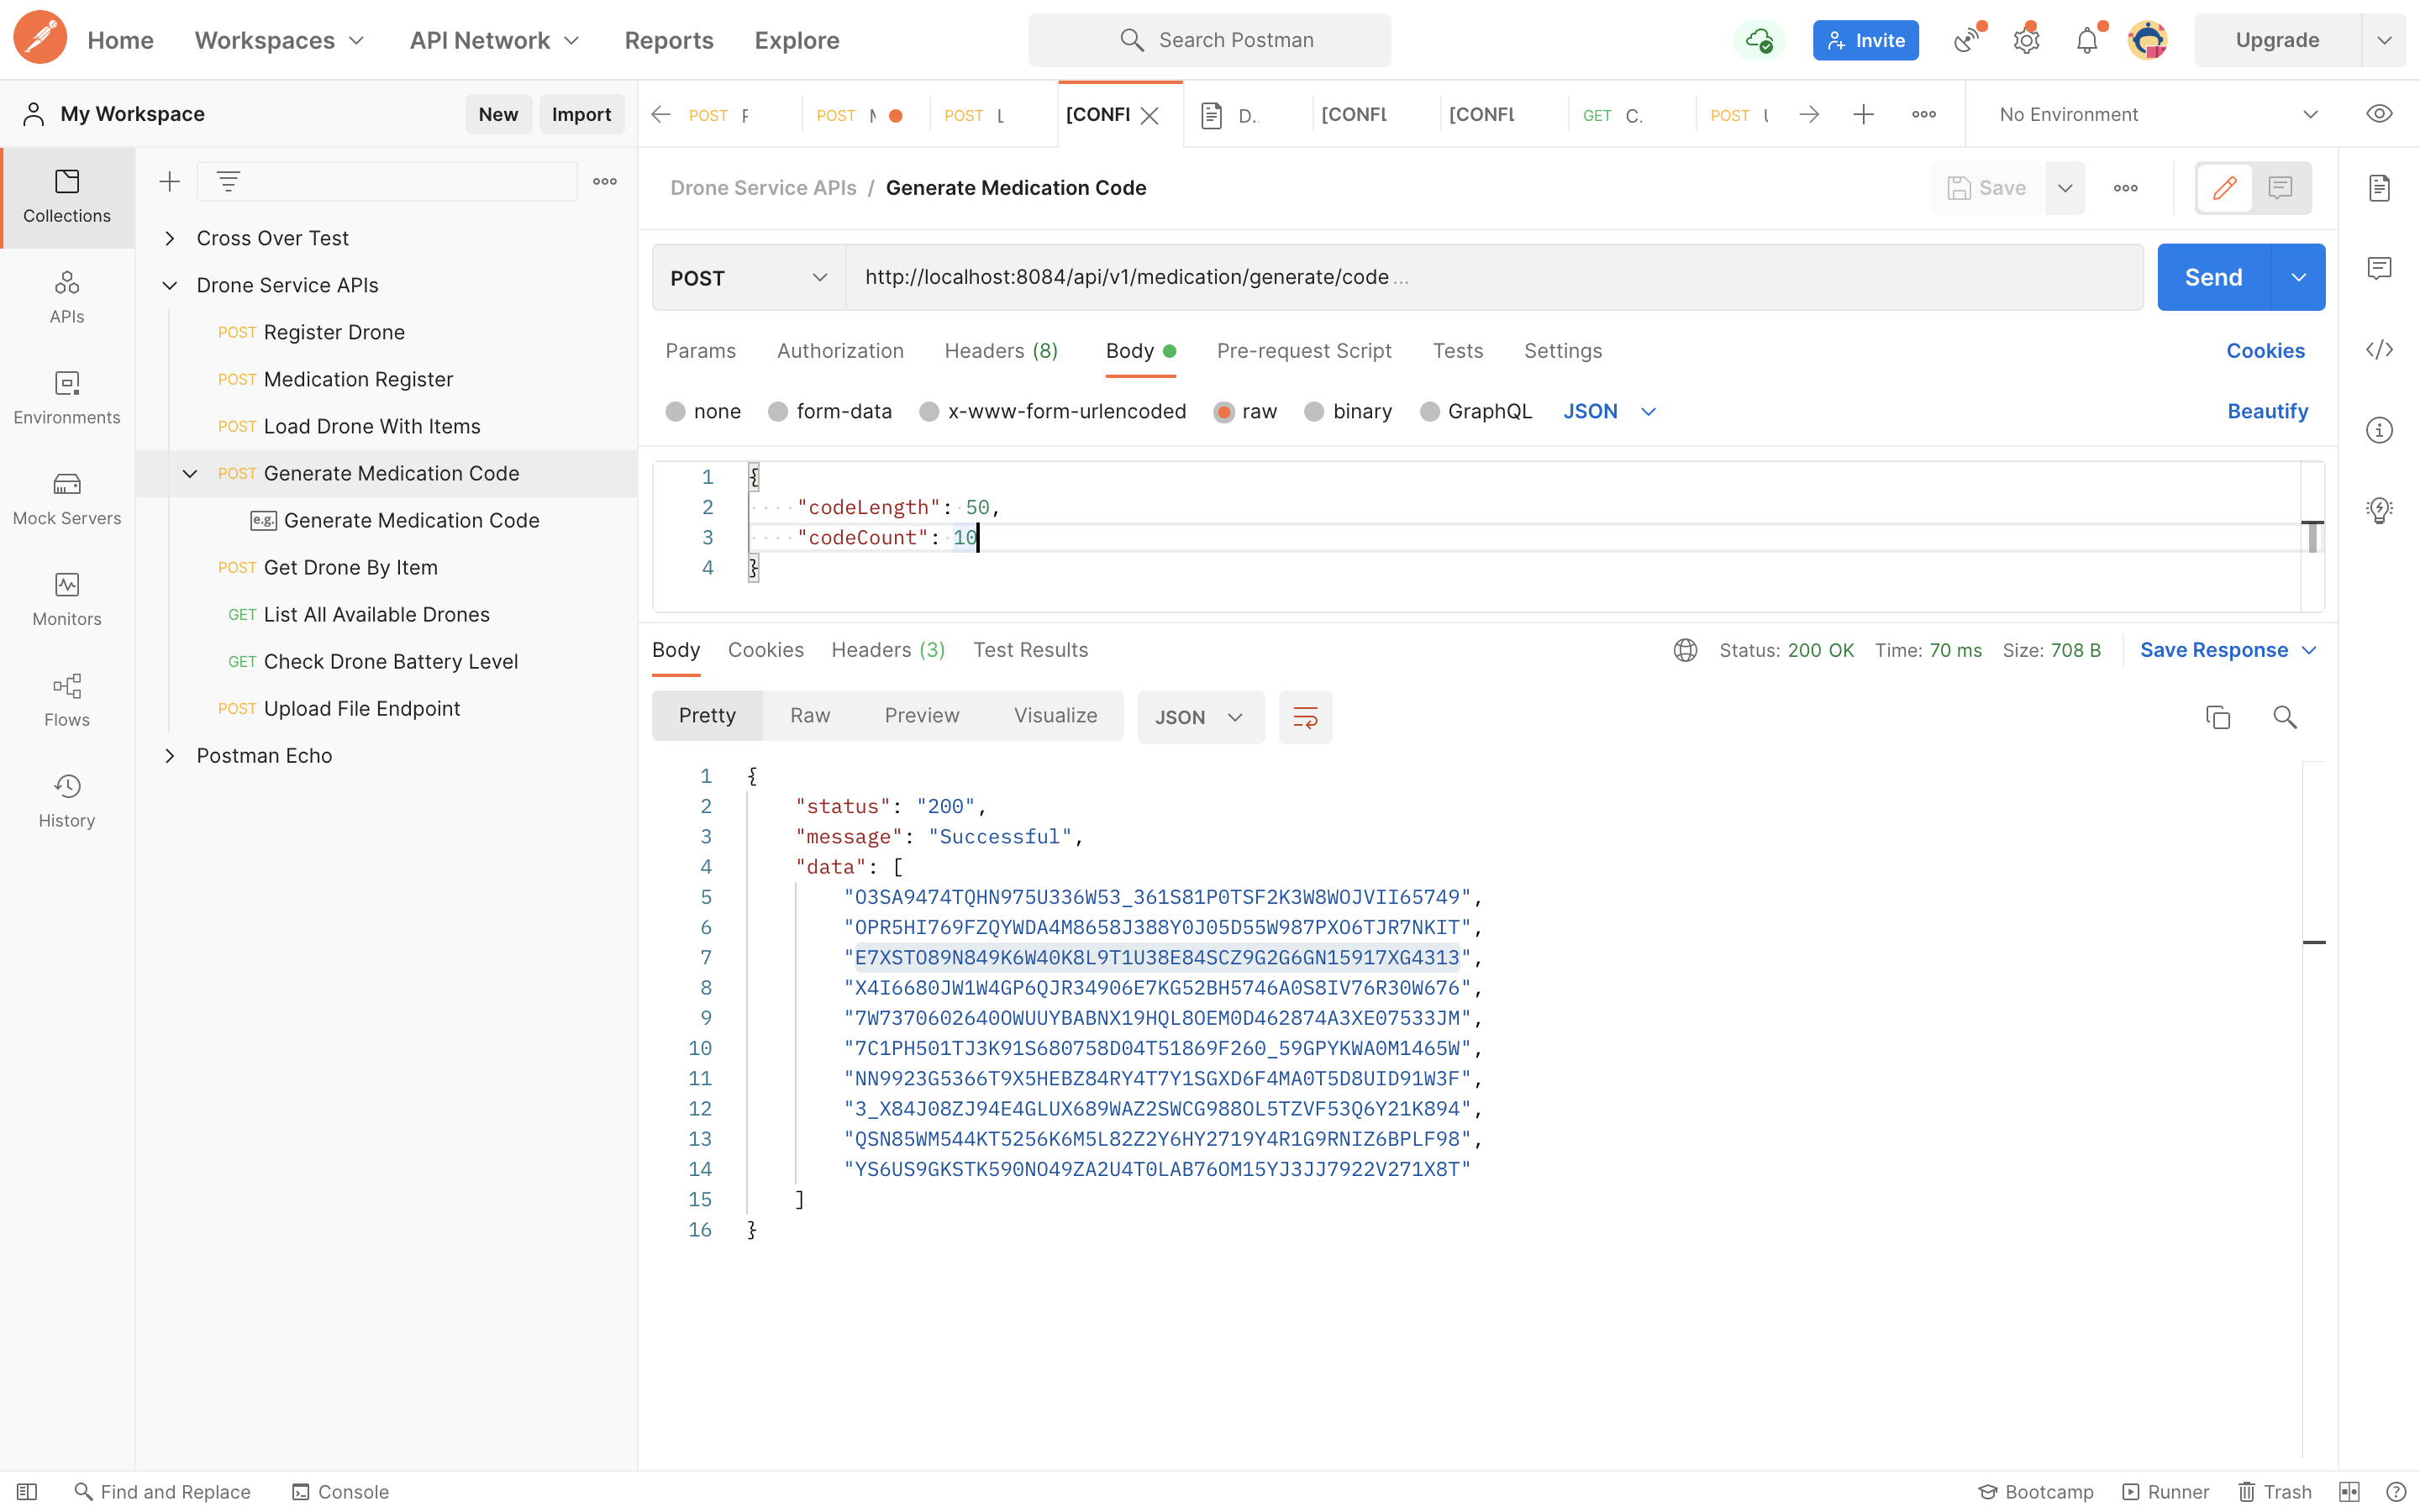 Home Workspaces API Network Reports Explore Search Postman Invite Upgrade
My Workspace New Import
POST F POST M POST L [CONFL D. [CONFL [CONFL GET C. POST No Environment
Collections
APIs
Environments
Mock Servers
Monitors
Flows
History
Cross Over Test
Drone Service APIs
POST Register Drone
POST Medication Register
POST Load Drone With Items
POST Generate Medication Code
e.g. Generate Medication Code
POST Get Drone By Item
GET List All Available Drones
GET Check Drone Battery Level
POST Upload File Endpoint
Postman Echo
Drone Service APIs / Generate Medication Code Save
POST http://localhost:8084/api/v1/medication/generate/code ... Send
Params Authorization Headers (8) Body Pre-request Script Tests Settings Cookies
none form-data x-www-form-urlencoded raw binary GraphQL JSON Beautify
1 {
2 "codeLength": 50,
3 "codeCount": 10
4 }
Body Cookies Headers (3) Test Results Status: 200 OK Time: 70 ms Size: 708 B Save Response
Pretty Raw Preview Visualize JSON
1 {
2 "status": "200",
3 "message": "Successful",
4 "data": [
5 "O3SA9474TQHN975U336W53_361S81P0TSF2K3W8WOJVII65749",
6 "OPR5HI769FZQYWDA4M8658J388Y0J05D55W987PXO6TJR7NKIT",
7 "E7XSTO89N849K6W40K8L9T1U38E84SCZ9G2G6GN15917XG4313",
8 "X4I6680JW1W4GP6QJR34906E7KG52BH5746A0S8IV76R30W676",
9 "7W7370602640OWUUYBABNX19HQL8OEM0D462874A3XE07533JM",
10 "7C1PH501TJ3K91S680758D04T51869F260_59GPYKWA0M1465W",
11 "NN9923G5366T9X5HEBZ84RY4T7Y1SGXD6F4MA0T5D8UID91W3F",
12 "3_X84J08ZJ94E4GLUX689WAZ2SWCG988OL5TZVF53Q6Y21K894",
13 "QSN85WM544KT5256K6M5L82Z2Y6HY2719Y4R1G9RNIZ6BPLF98",
14 "YS6US9GKSTK590NO49ZA2U4T0LAB76OM15YJ3JJ7922V271X8T"
15 ]
16 }
Find and Replace Console Bootcamp Runner Trash